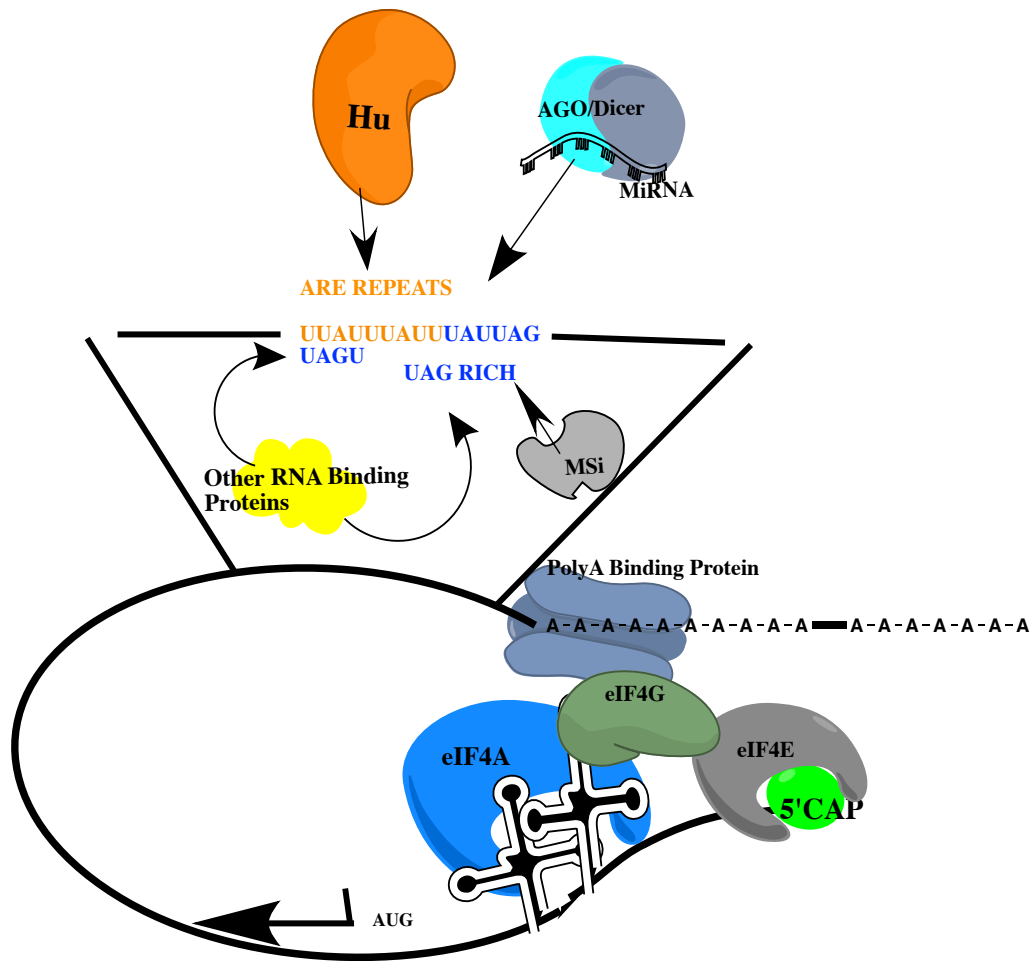 Hu
AGO/Dicer
MiRNA
ARE REPEATS
UUAUUUAUUUAUUAG
UAGU
UAG RICH
MSi
Other RNA Binding
Proteins
PolyA Binding Protein
A-A-A-A-A-A-A-A-A-A A-A-A-A-A-A-A
eIF4G
eIF4A
eIF4E
5'CAP
AUG